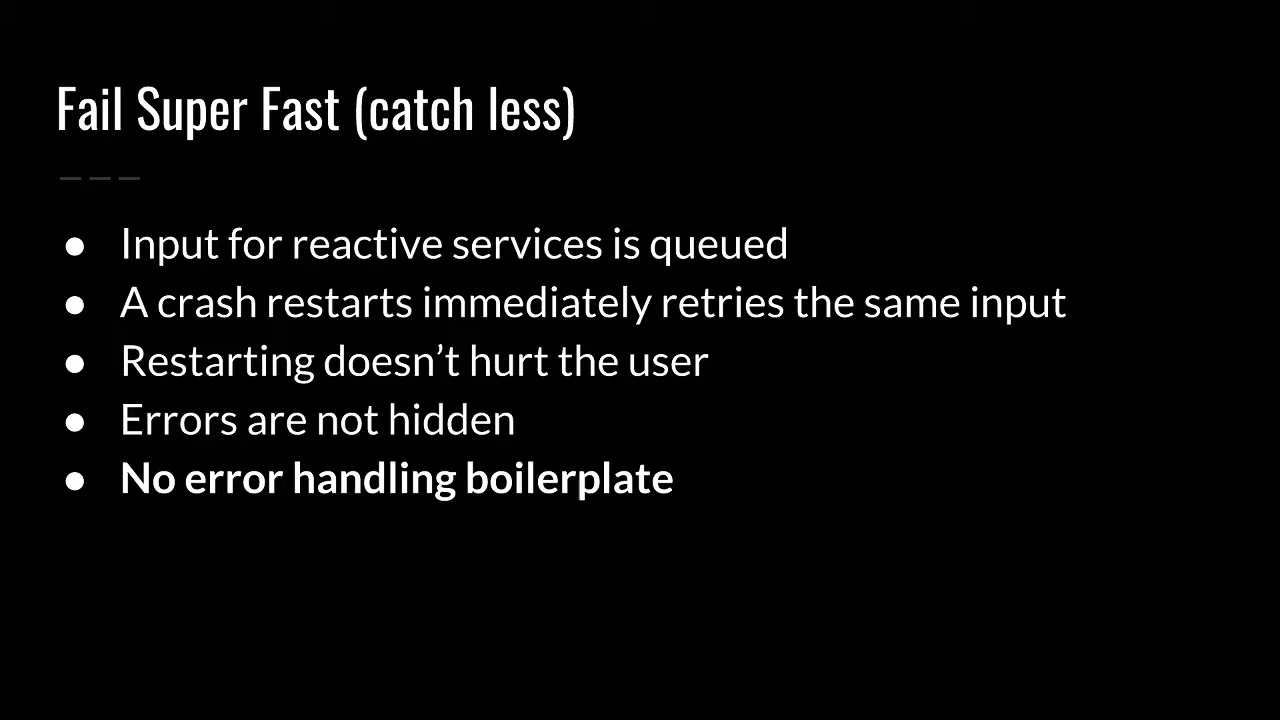 Fail Super Fast (catch less)
● Input for reactive services is queued
● A crash restarts immediately retries the same input
● Restarting doesn’t hurt the user
● Errors are not hidden
● No error handling boilerplate